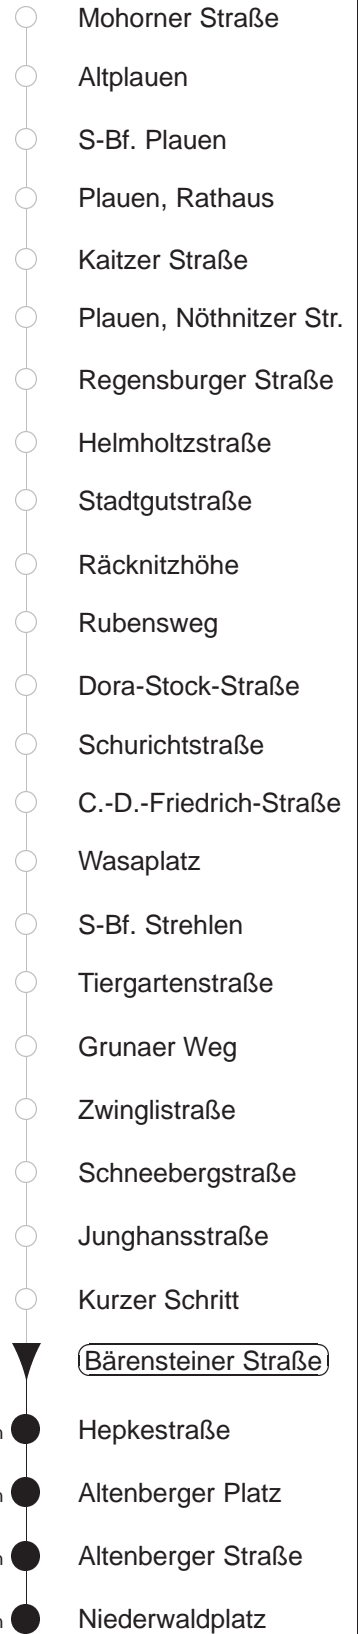 Mohorner Straße
Altplauen
S-Bf. Plauen
Plauen, Rathaus
Kaitzer Straße
Plauen, Nöthnitzer Str.
Regensburger Straße
Helmholtzstraße
Stadtgutstraße
Räcknitzhöhe
Rubensweg
Dora-Stock-Straße
Schurichtstraße
C.-D.-Friedrich-Straße
Wasaplatz
S-Bf. Strehlen
Tiergartenstraße
Grunaer Weg
Zwinglistraße
Schneebergstraße
Junghansstraße
Kurzer Schritt
Bärensteiner Straße
Hepkestraße
Altenberger Platz
Altenberger Straße
Niederwaldplatz